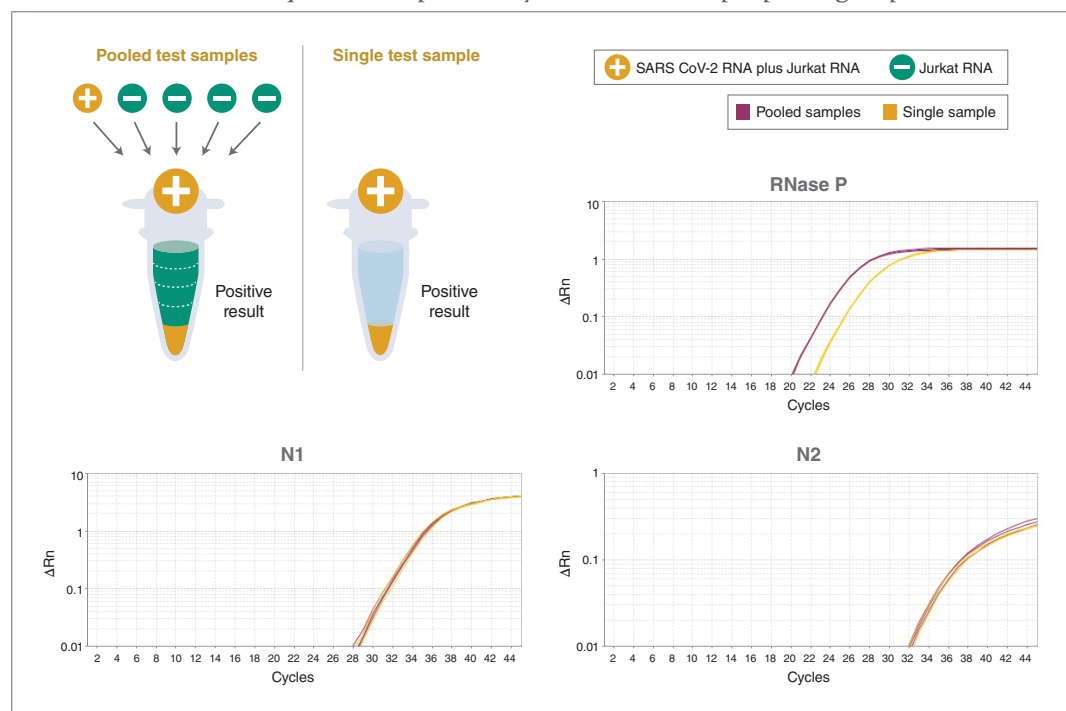 Pooled test samples
Single test sample
SARS CoV-2 RNA plus Jurkat RNA
Jurkat RNA
Pooled samples
Single sample
Positive
result
Positive
result
RNase P
10
1
0.1
0.01
ΔRn
2 4 6 8 10 12 14 16 18 20 22 24 26 28 30 32 34 36 38 40 42 44
Cycles
N1
10
1
0.1
0.01
ΔRn
2 4 6 8 10 12 14 16 18 20 22 24 26 28 30 32 34 36 38 40 42 44
Cycles
N2
1
0.1
0.01
ΔRn
2 4 6 8 10 12 14 16 18 20 22 24 26 28 30 32 34 36 38 40 42 44
Cycles